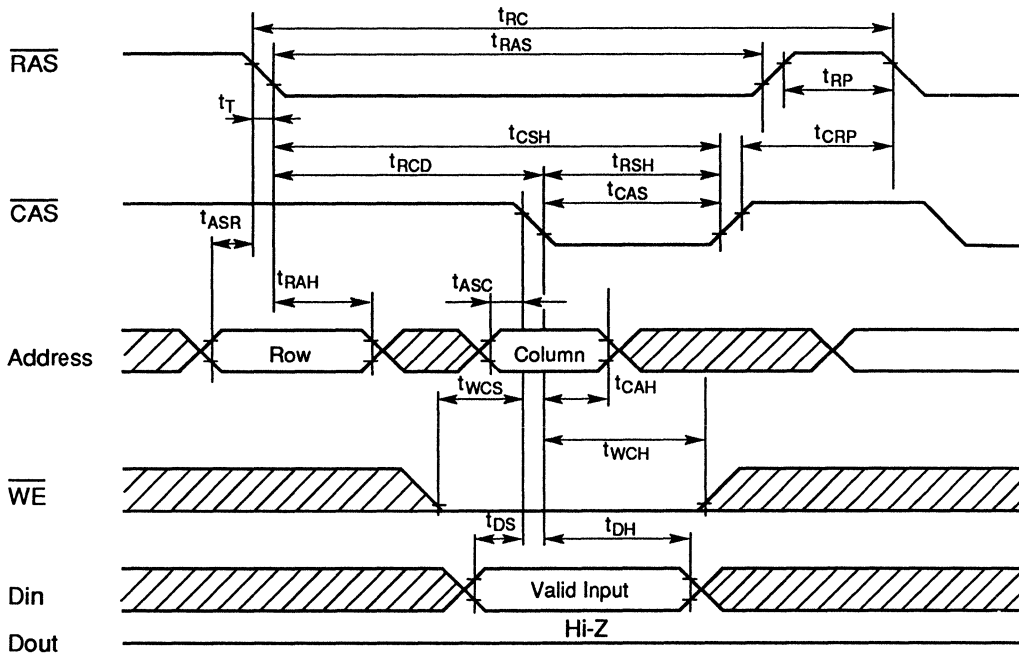 tRC
RAS
tRAS
tRP
tT
tCSH
tCRP
tRCD
tRSH
CAS
tCAS
tASR
tRAH
tASC
Address
Row
Column
tWCS
tCAH
tWCH
WE
tDS
tDH
Din
Valid Input
Hi-Z
Dout